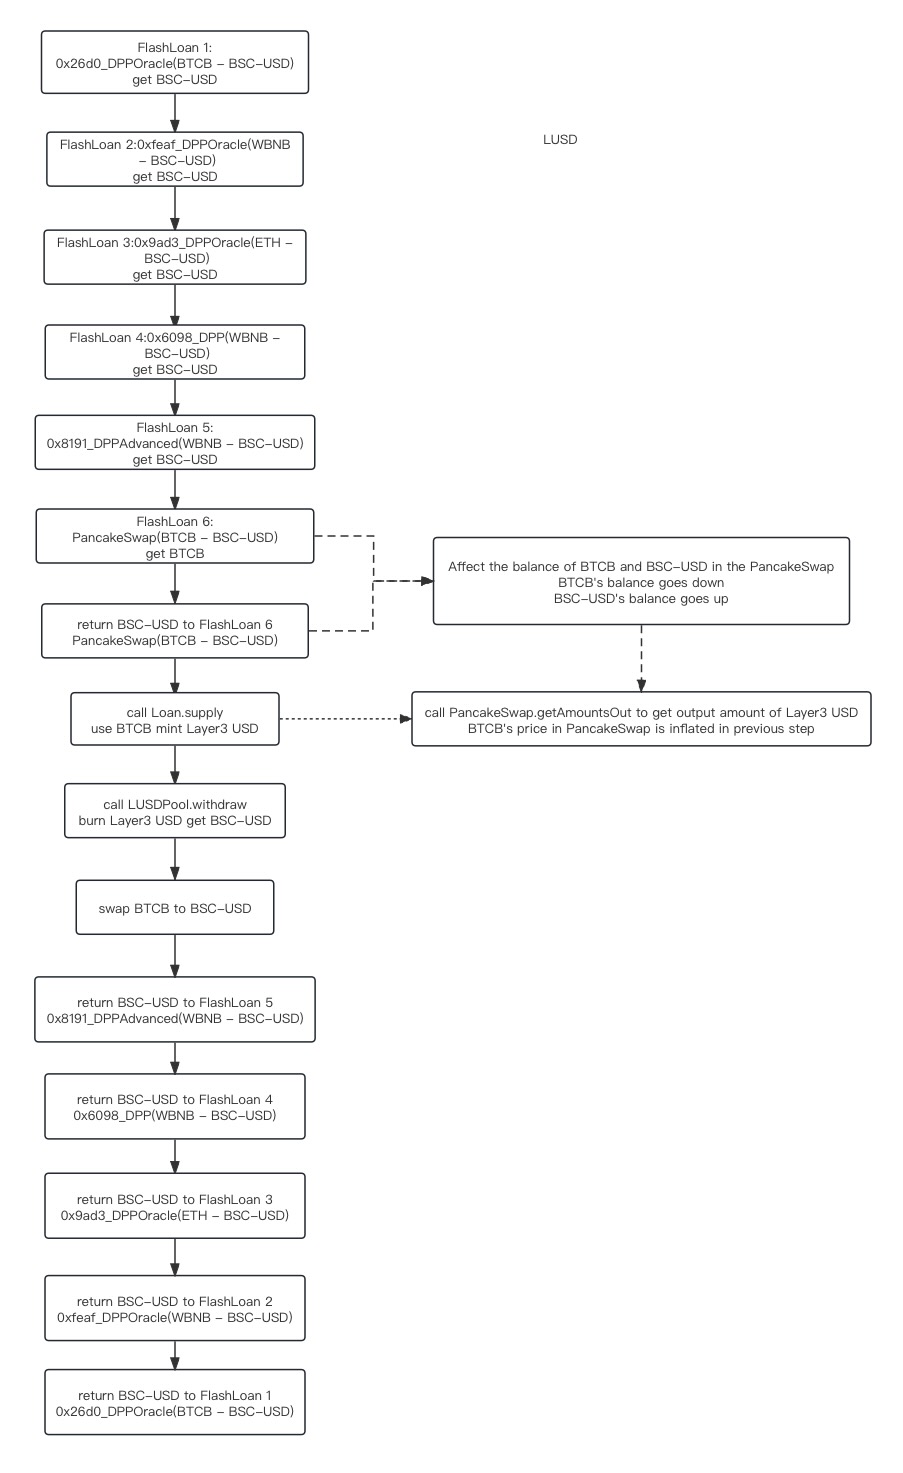 FlashLoan 1:
0x26d0_DPPOracle(BTCB – BSC–USD)
get BSC–USD
LUSD
FlashLoan 2:0xfeaf_DPPOracle(WBNB
– BSC–USD)
get BSC–USD
FlashLoan 3:0x9ad3_DPPOracle(ETH –
BSC–USD)
get BSC–USD
FlashLoan 4:0x6098_DPP(WBNB –
BSC–USD)
get BSC–USD
FlashLoan 5:
0x8191_DPPAdvanced(WBNB – BSC–USD)
get BSC–USD
FlashLoan 6:
PancakeSwap(BTCB – BSC–USD)
get BTCB
Affect the balance of BTCB and BSC–USD in the PancakeSwap
BTCB's balance goes down
BSC–USD's balance goes up
return BSC–USD to FlashLoan 6
PancakeSwap(BTCB – BSC–USD)
call Loan.supply
use BTCB mint Layer3 USD
call PancakeSwap.getAmountsOut to get output amount of Layer3 USD
BTCB's price in PancakeSwap is inflated in previous step
call LUSDPool.withdraw
burn Layer3 USD get BSC–USD
swap BTCB to BSC–USD
return BSC–USD to FlashLoan 5
0x8191_DPPAdvanced(WBNB – BSC–USD)
return BSC–USD to FlashLoan 4
0x6098_DPP(WBNB – BSC–USD)
return BSC–USD to FlashLoan 3
0x9ad3_DPPOracle(ETH – BSC–USD)
return BSC–USD to FlashLoan 2
0xfeaf_DPPOracle(WBNB – BSC–USD)
return BSC–USD to FlashLoan 1
0x26d0_DPPOracle(BTCB – BSC–USD)